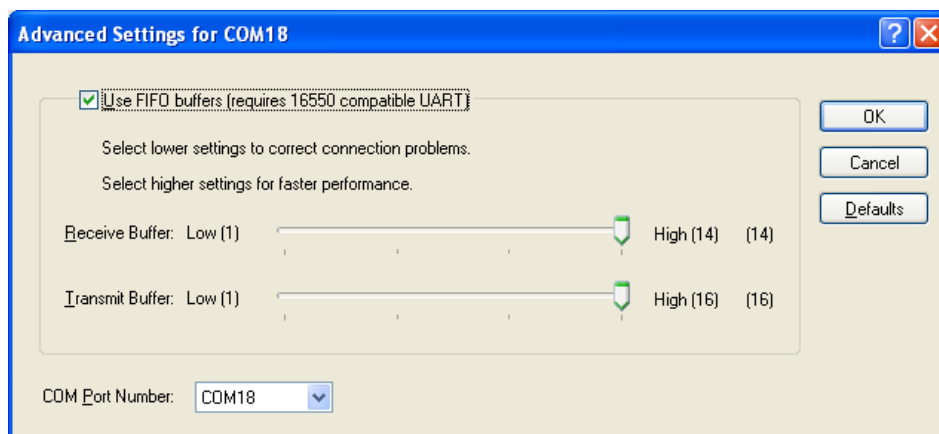 Advanced Settings for COM18
Use FIFO buffers (requires 16550 compatible UART)
OK
Select lower settings to correct connection problems.
Cancel
Select higher settings for faster performance.
Defaults
Receive Buffer: Low (1) High (14) (14)
Transmit Buffer: Low (1) High (16) (16)
COM Port Number: COM18